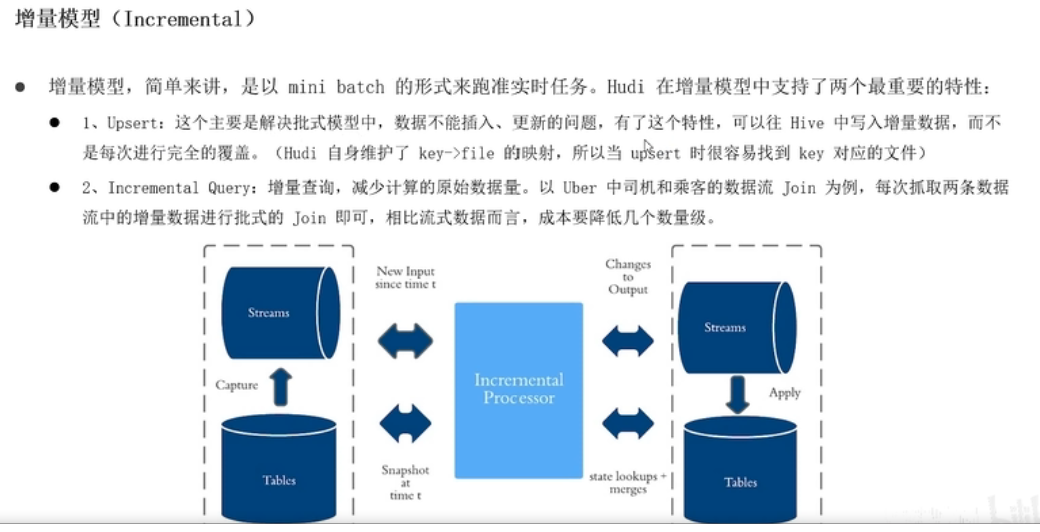 增量模型（Incremental）
● 增量模型，简单来讲，是以 mini batch 的形式来跑准实时任务。Hudi 在增量模型中支持了两个最重要的特性：
● 1、Upsert：这个主要是解决批式模型中，数据不能插入、更新的问题，有了这个特性，可以往 Hive 中写入增量数据，而不
是每次进行完全的覆盖。（Hudi 自身维护了 key->file 的映射，所以当 upsert 时很容易找到 key 对应的文件）
● 2、Incremental Query：增量查询，减少计算的原始数据量。以 Uber 中司机和乘客的数据流 Join 为例，每次抓取两条数据
流中的增量数据进行批式的 Join 即可，相比流式数据而言，成本要降低几个数量级。
Streams
Capture
Tables
New Input
since time t
Snapshot
at
time t
Incremental
Processor
Changes
to
Output
state lookups +
merges
Streams
Apply
Tables